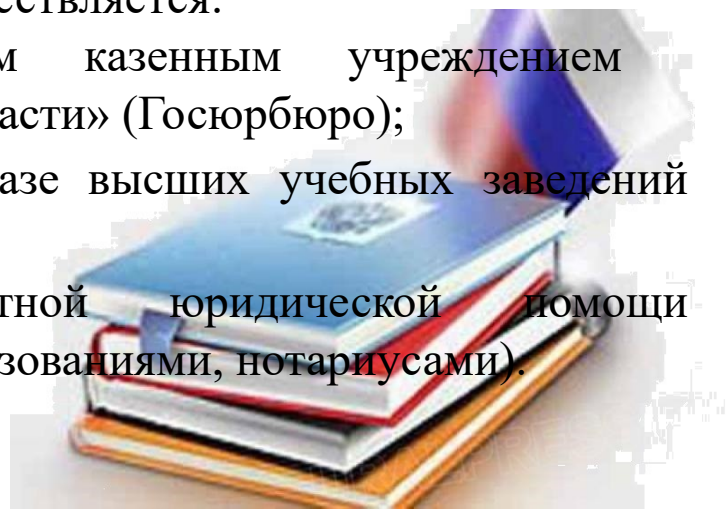 ествляется:
м казенным учреждением
асти» (Госюрбюро);
азе высших учебных заведений
тной юридической помощи
зованиями, нотариусами).